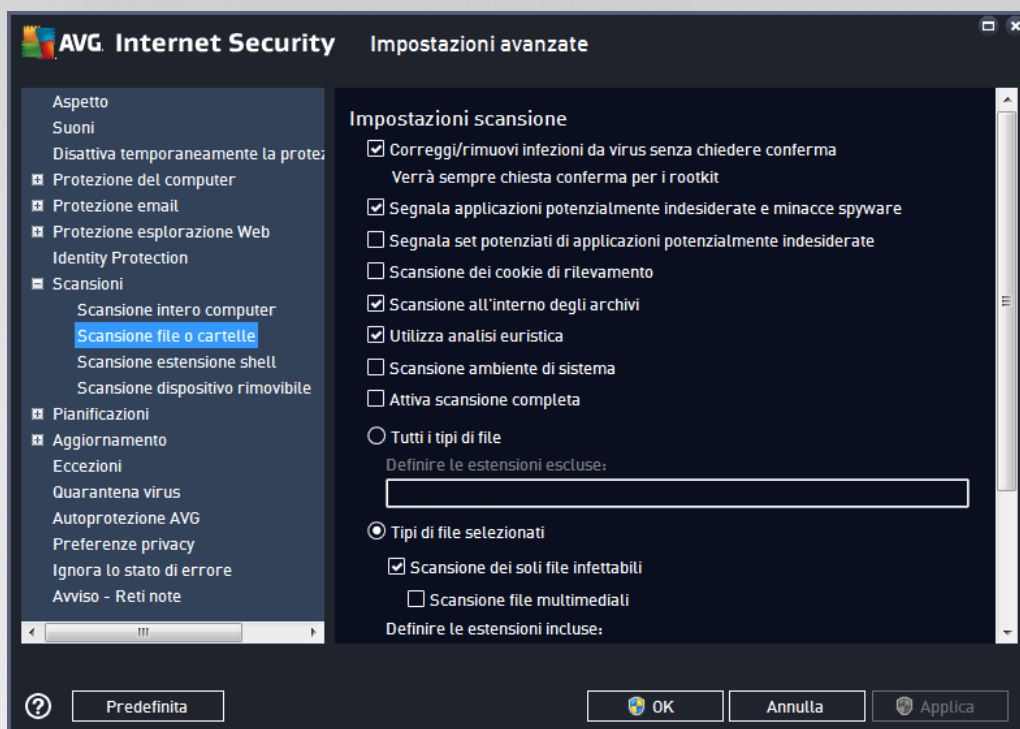 AVG. Internet Security Impostazioni avanzate
Aspetto
Suoni
Disattiva temporaneamente la protez
Protezione del computer
Protezione email
Protezione esplorazione Web
Identity Protection
Scansioni
Scansione intero computer
Scansione file o cartelle
Scansione estensione shell
Scansione dispositivo rimovibile
Pianificazioni
Aggiornamento
Eccezioni
Quarantena virus
Autoprotezione AVG
Preferenze privacy
Ignora lo stato di errore
Avviso - Reti note
Impostazioni scansione
Correggi/rimuovi infezioni da virus senza chiedere conferma
Verrà sempre chiesta conferma per i rootkit
Segnala applicazioni potenzialmente indesiderate e minacce spyware
Segnala set potenziati di applicazioni potenzialmente indesiderate
Scansione dei cookie di rilevamento
Scansione all'interno degli archivi
Utilizza analisi euristica
Scansione ambiente di sistema
Attiva scansione completa
Tutti i tipi di file
Definire le estensioni escluse:
Tipi di file selezionati
Scansione dei soli file infettabili
Scansione file multimediali
Definire le estensioni incluse:
Predefinita
OK
Annulla
Applica